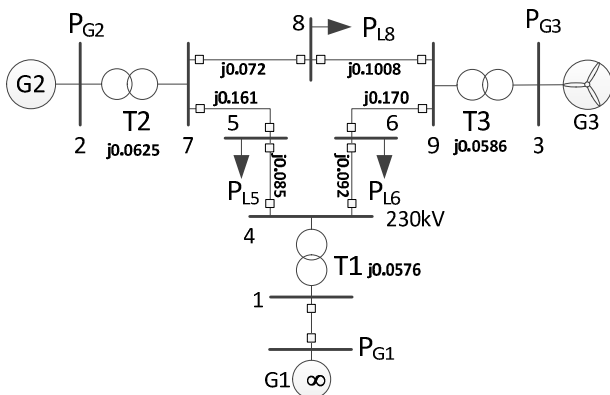 8
P_L8
P_G2
P_G3
G2
j0.072
j0.1008
G3
T2
T3
j0.161
j0.170
5
6
2
j0.0625
7
9
j0.0586
3
P_L5
j0.085
j0.092
P_L6
4
230kV
T1 j0.0576
1
P_G1
G1
∞